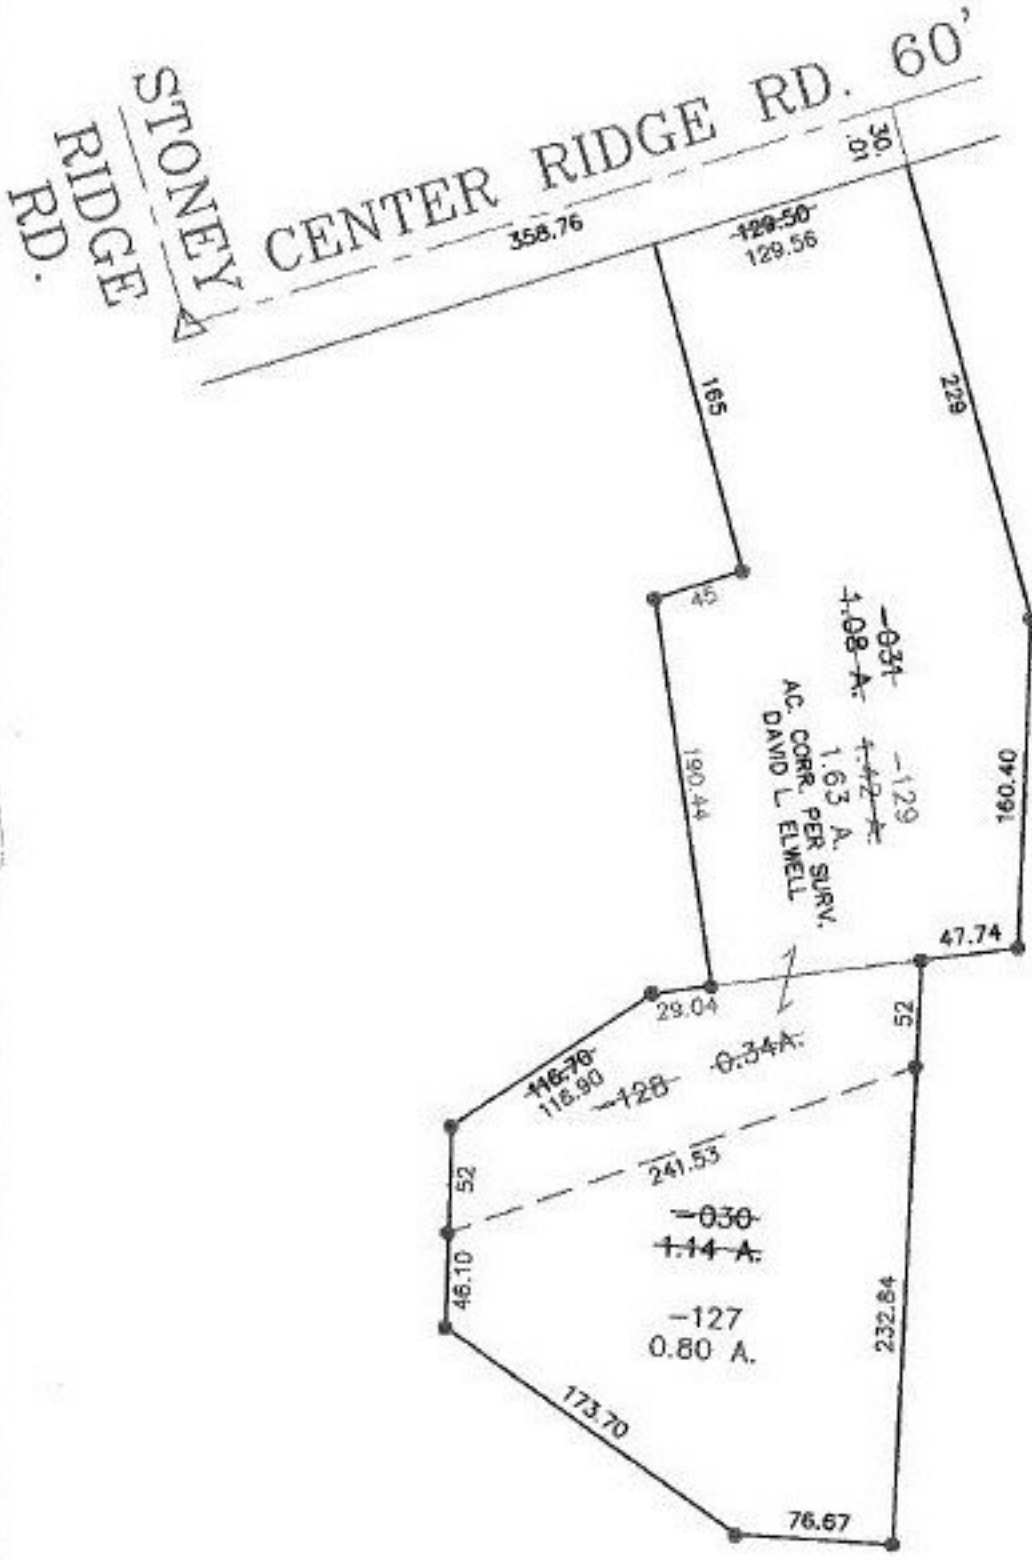 STONEY
RIDGE
RD.
CENTER RIDGE RD. 60'
30.
01
358.76
129.50
129.56
165
229
45
-031
1.08 A.
-129
1.42 A.
1.63 A.
AC. CORR. PER SURV.
DAVID L. ELWELL
190.44
160.40
47.74
29.04
52
116.70
116.90
-128
0.34A.
52
241.53
-030
1.14 A.
46.10
-127
0.80 A.
232.84
173.70
76.67